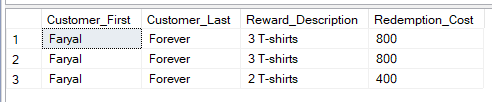 Customer_First Customer_Last Reward_Description Redemption_Cost
1 Faryal Forever 3 T-shirts 800
2 Faryal Forever 3 T-shirts 800
3 Faryal Forever 2 T-shirts 400